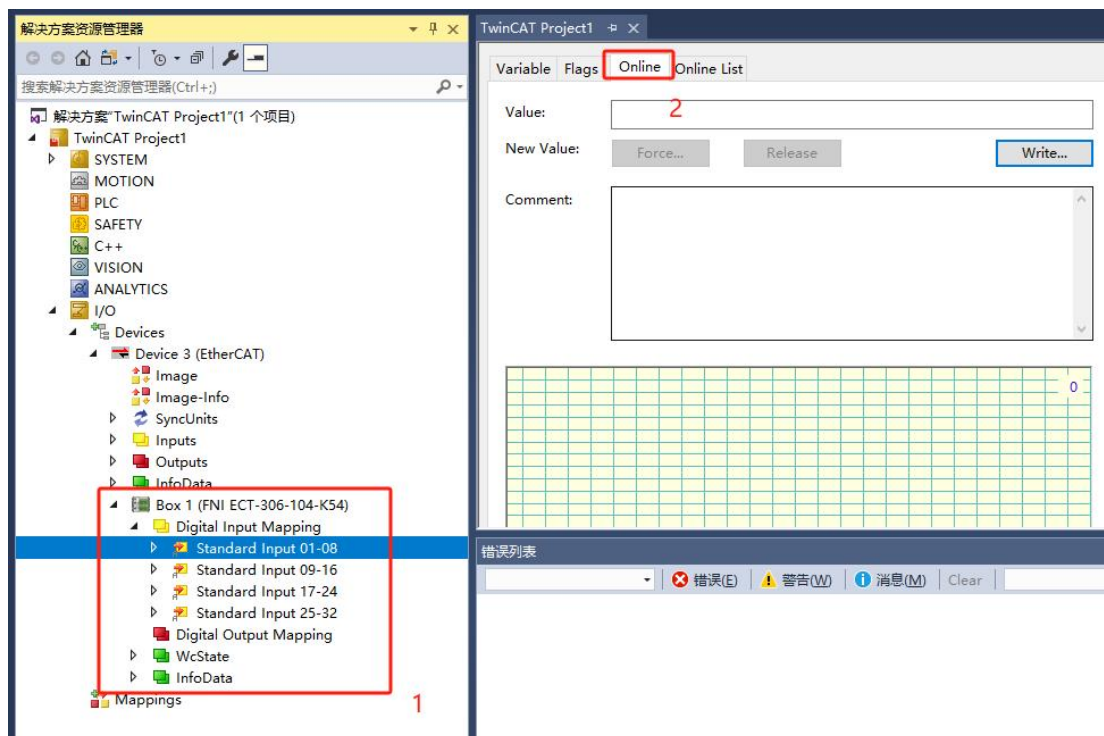 解决方案资源管理器
搜索解决方案资源管理器(Ctrl+;)
解决方案"TwinCAT Project1"(1 个项目)
TwinCAT Project1
SYSTEM
MOTION
PLC
SAFETY
C++
VISION
ANALYTICS
I/O
Devices
Device 3 (EtherCAT)
Image
Image-Info
SyncUnits
Inputs
Outputs
InfoData
Box 1 (FNI ECT-306-104-K54)
Digital Input Mapping
Standard Input 01-08
Standard Input 09-16
Standard Input 17-24
Standard Input 25-32
Digital Output Mapping
WcState
InfoData
Mappings
1
TwinCAT Project1
Variable Flags Online Online List
2
Value:
New Value: Force... Release Write...
Comment:
0
错误列表
错误(E) 警告(W) 消息(M) Clear